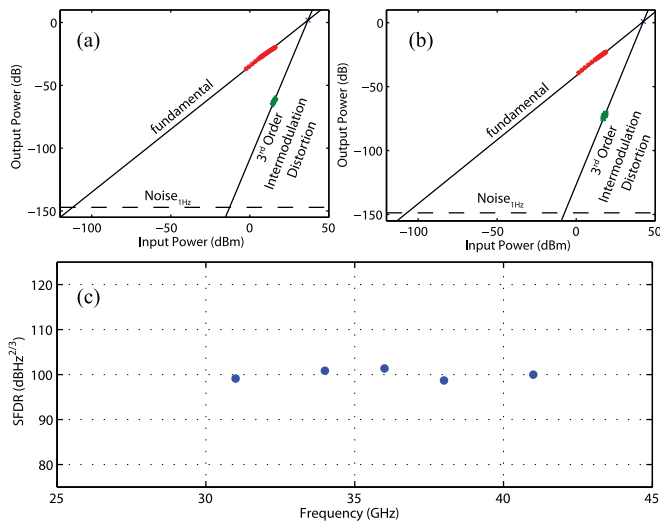 (a)
Output Power (dB)
0
−50
−100
−150
fundamental
3rd Order
Intermodulation
Distortion
Noise1Hz
−100
−50
0
50
Input Power (dBm)
(b)
Output Power (dB)
0
−50
−100
−150
fundamental
3rd Order
Intermodulation
Distortion
Noise1Hz
−100
−50
0
50
Input Power (dBm)
(c)
SFDR (dBHz2/3)
120
110
100
90
80
25
30
35
40
45
Frequency (GHz)